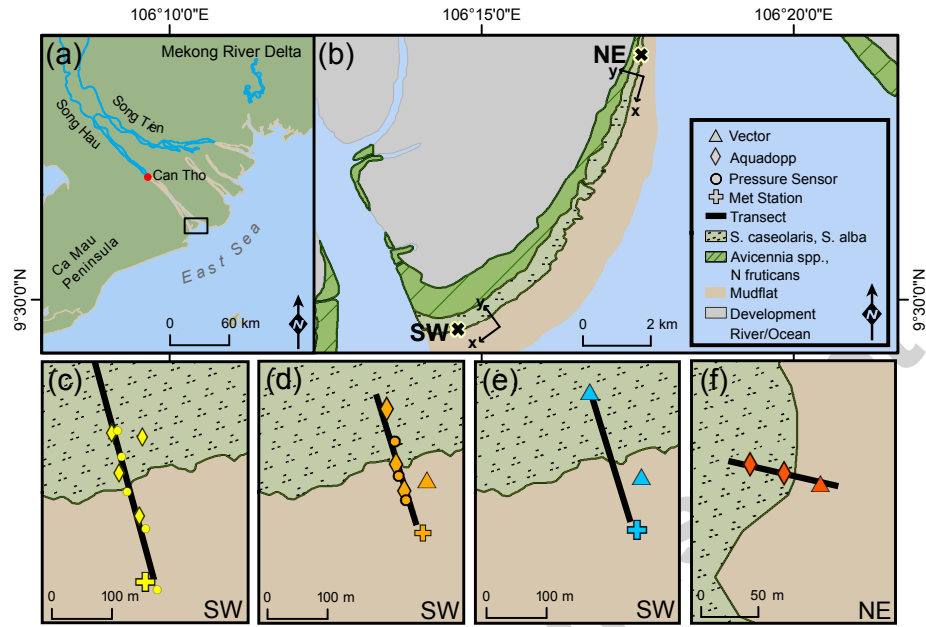 106°10'0"E
106°15'0"E
106°20'0"E
(a)
Mekong River Delta
Song Tien
Song Hau
Can Tho
Ca Mau
Peninsula
East Sea
0 60 km
N
9°30'0"N
(b)
NE
y
x
y
SW
x
0 2 km
N
Vector
Aquadopp
Pressure Sensor
Met Station
Transect
S. caseolaris, S. alba
Avicennia spp.,
N fruticans
Mudflat
Development
River/Ocean
9°30'0"N
(c)
0 100 m
SW
(d)
0 100 m
SW
(e)
0 100 m
SW
(f)
0 50 m
NE